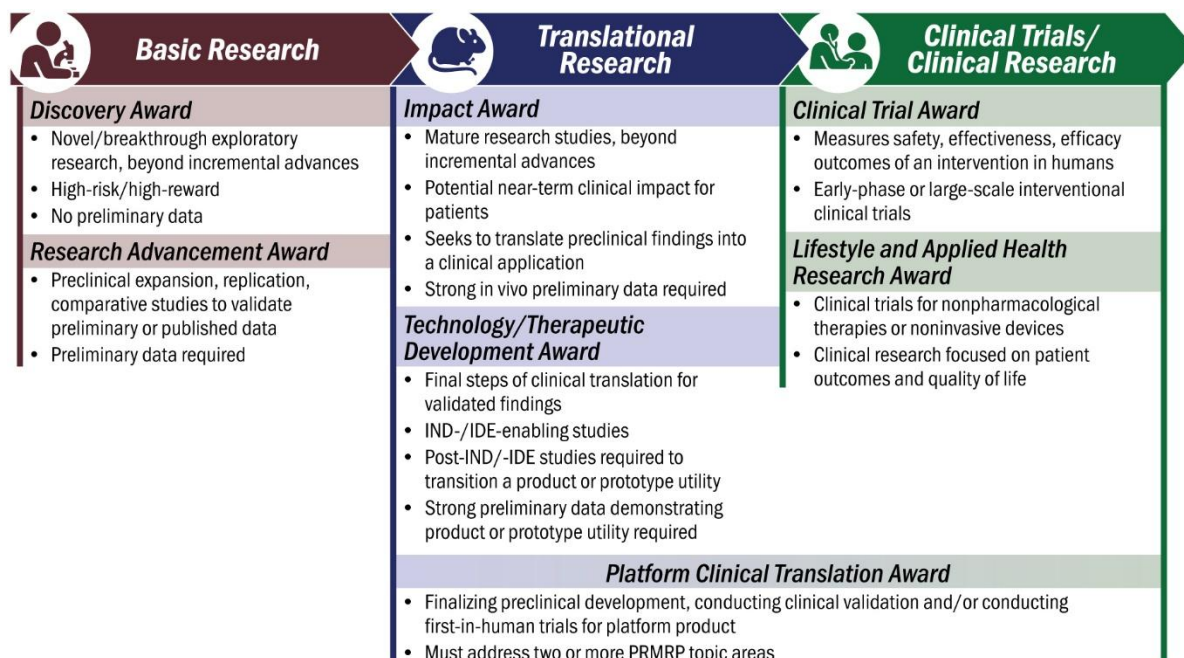 Basic Research
Translational
Research
Clinical Trials/
Clinical Research
Discovery Award
• Novel/breakthrough exploratory
research, beyond incremental advances
• High-risk/high-reward
• No preliminary data
Research Advancement Award
• Preclinical expansion, replication,
comparative studies to validate
preliminary or published data
• Preliminary data required
Impact Award
• Mature research studies, beyond
incremental advances
• Potential near-term clinical impact for
patients
• Seeks to translate preclinical findings into
a clinical application
• Strong in vivo preliminary data required
Technology/Therapeutic
Development Award
• Final steps of clinical translation for
validated findings
• IND-/IDE-enabling studies
• Post-IND/-IDE studies required to
transition a product or prototype utility
• Strong preliminary data demonstrating
product or prototype utility required
Clinical Trial Award
• Measures safety, effectiveness, efficacy
outcomes of an intervention in humans
• Early-phase or large-scale interventional
clinical trials
Lifestyle and Applied Health
Research Award
• Clinical trials for nonpharmacological
therapies or noninvasive devices
• Clinical research focused on patient
outcomes and quality of life
Platform Clinical Translation Award
• Finalizing preclinical development, conducting clinical validation and/or conducting
first-in-human trials for platform product
• Must address two or more PRMRP topic areas